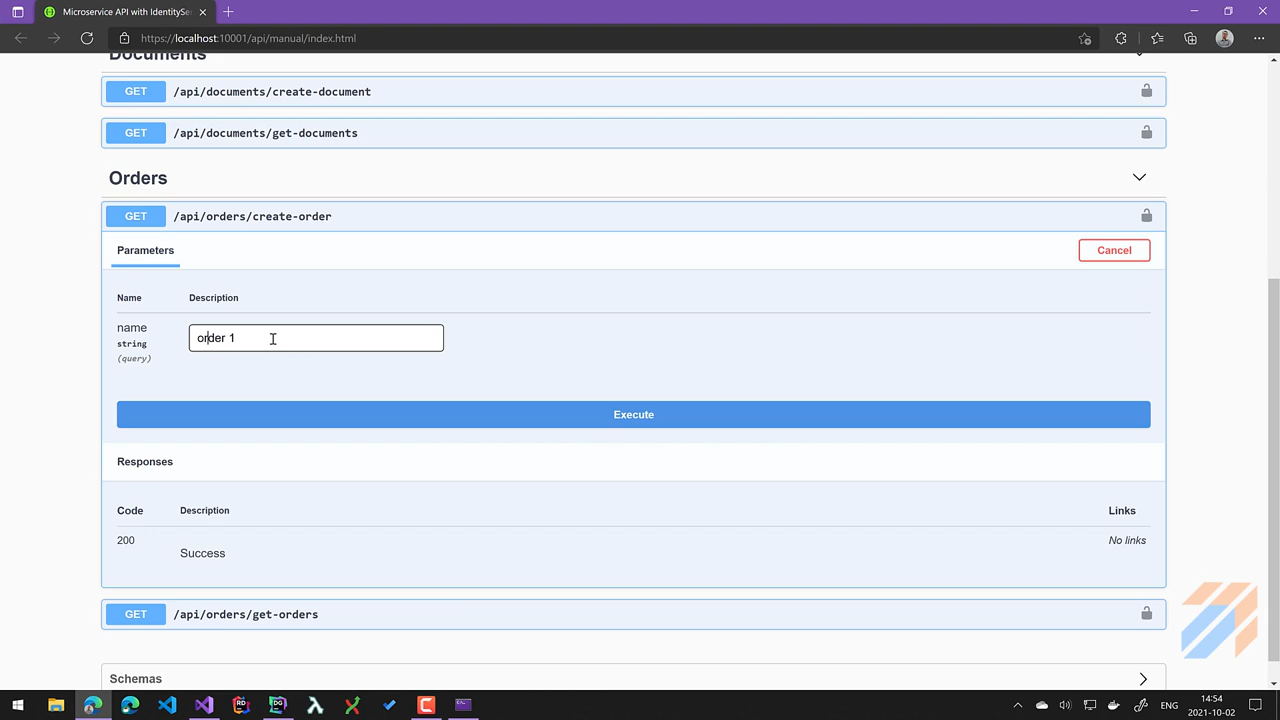 Microservice API with IdentitySe
https://localhost:10001/api/manual/index.html
Documents
GET /api/documents/create-document
GET /api/documents/get-documents
Orders
GET /api/orders/create-order
Parameters
Cancel
Name Description
name
string
(query)
order 1
Execute
Responses
Code Description Links
200 Success No links
GET /api/orders/get-orders
Schemas
ENG
14:54
2021-10-02